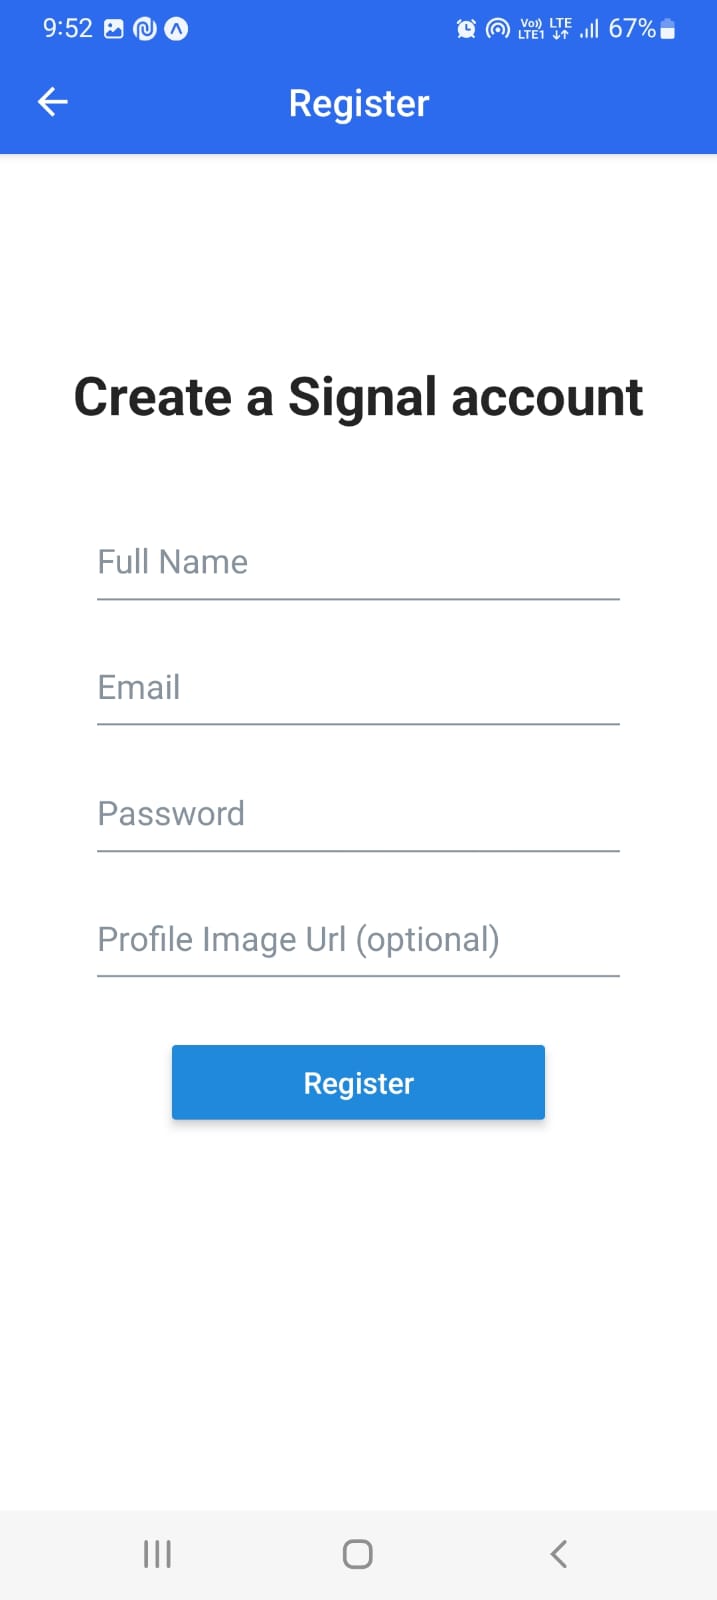 9:52 Vo)) LTE LTE1 67%
Register
Create a Signal account
Full Name
Email
Password
Profile Image Url (optional)
Register